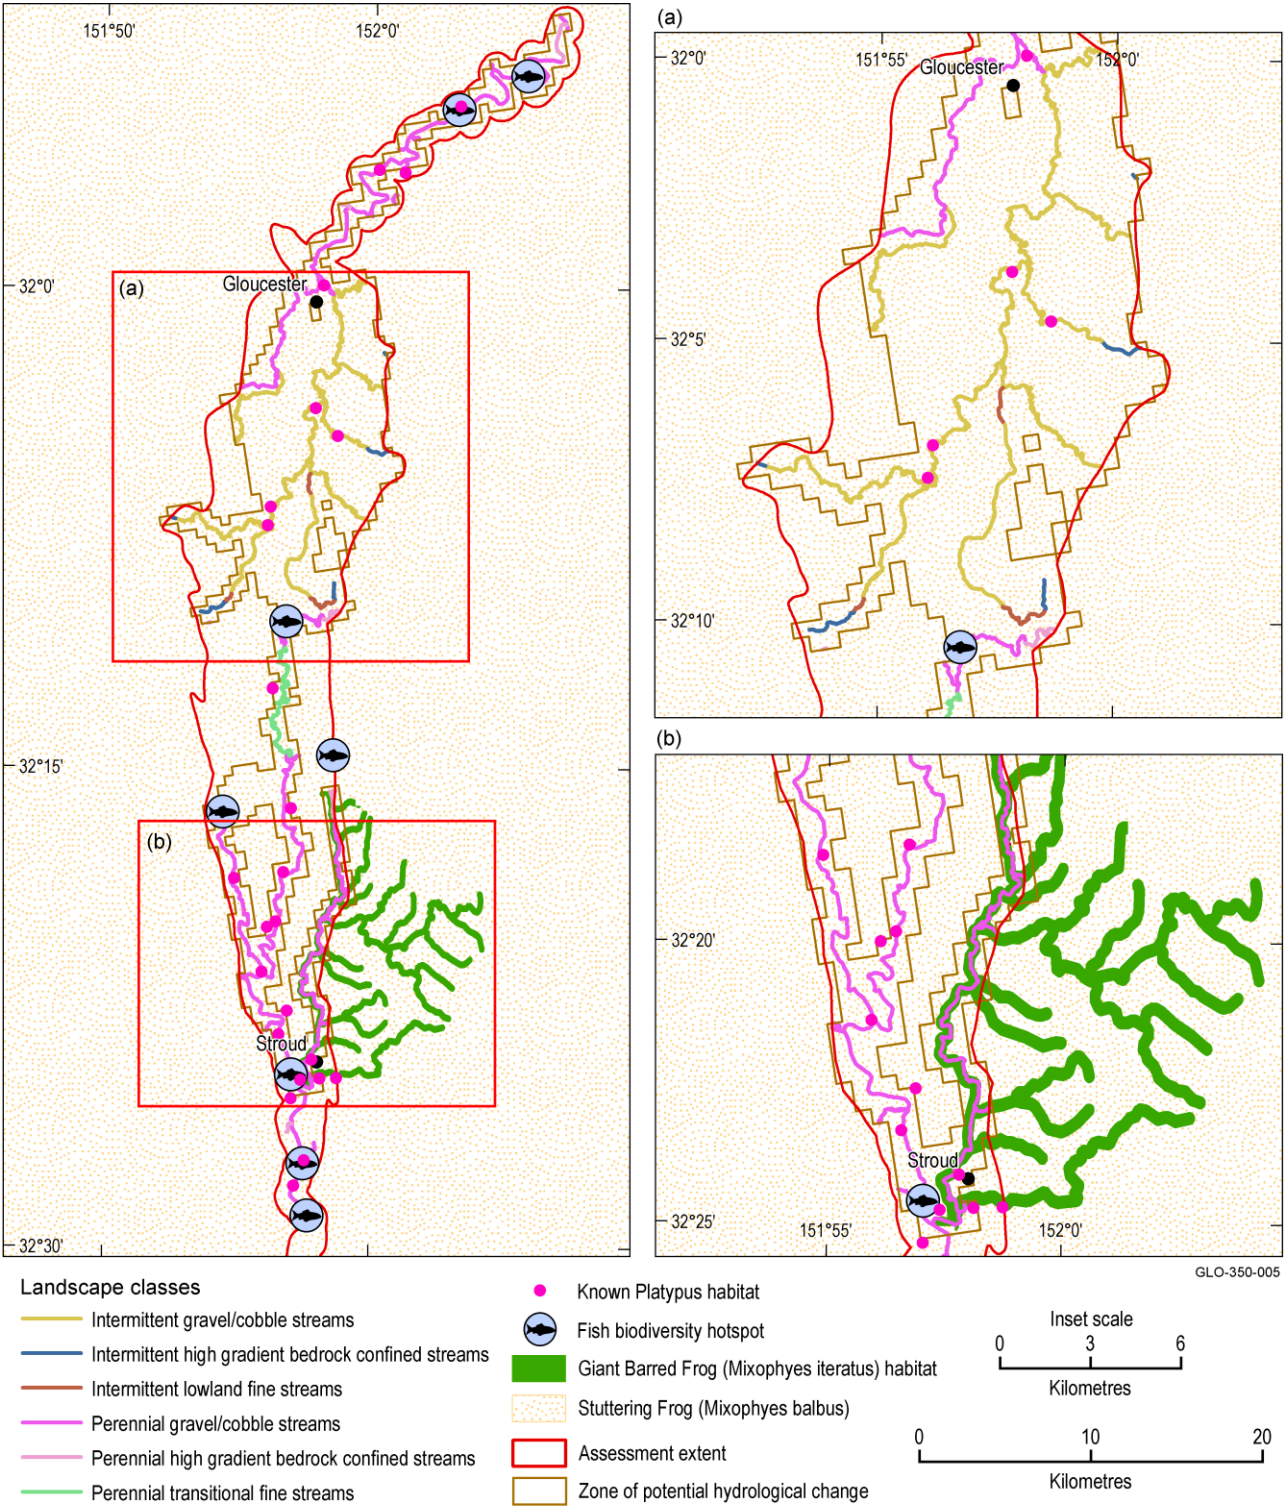 151°50'
152°0'
32°0'
(a)
Gloucester
32°15'
(b)
Stroud
32°30'
(a)
32°0'
151°55'
152°0'
Gloucester
32°5'
32°10'
(b)
32°20'
Stroud
32°25'
151°55'
152°0'
GLO-350-005
Landscape classes
Intermittent gravel/cobble streams
Intermittent high gradient bedrock confined streams
Intermittent lowland fine streams
Perennial gravel/cobble streams
Perennial high gradient bedrock confined streams
Perennial transitional fine streams
Known Platypus habitat
Fish biodiversity hotspot
Giant Barred Frog (Mixophyes iteratus) habitat
Stuttering Frog (Mixophyes balbus)
Assessment extent
Zone of potential hydrological change
Inset scale
0 3 6
Kilometres
0 10 20
Kilometres